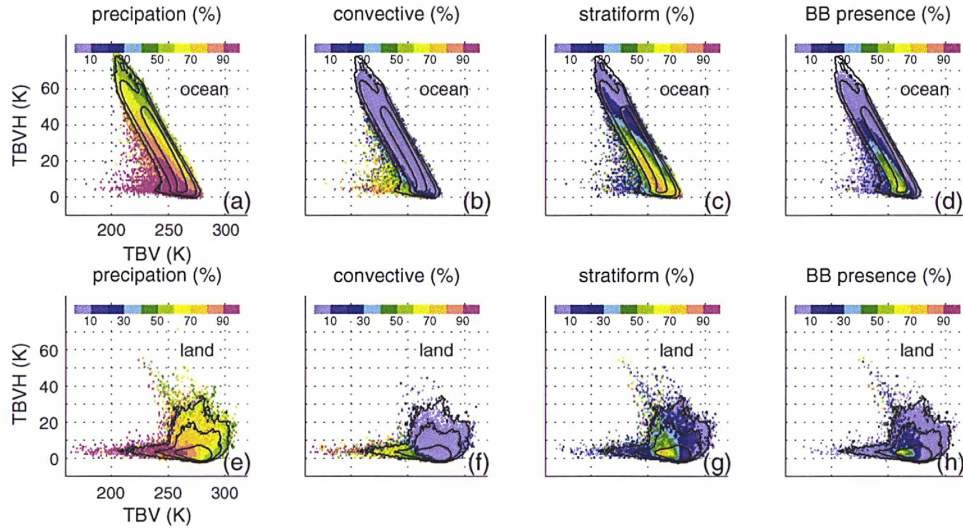 precipation (%)
convective (%)
stratiform (%)
BB presence (%)
10 30 50 70 90
10 30 50 70 90
10 30 50 70 90
10 30 50 70 90
TBVH (K)
60
40
20
0
ocean
ocean
ocean
ocean
(a)
(b)
(c)
(d)
200 250 300
TBV (K)
precipation (%)
convective (%)
stratiform (%)
BB presence (%)
10 30 50 70 90
10 30 50 70 90
10 30 50 70 90
10 30 50 70 90
TBVH (K)
60
40
20
0
land
land
land
land
(e)
(f)
(g)
(h)
200 250 300
TBV (K)